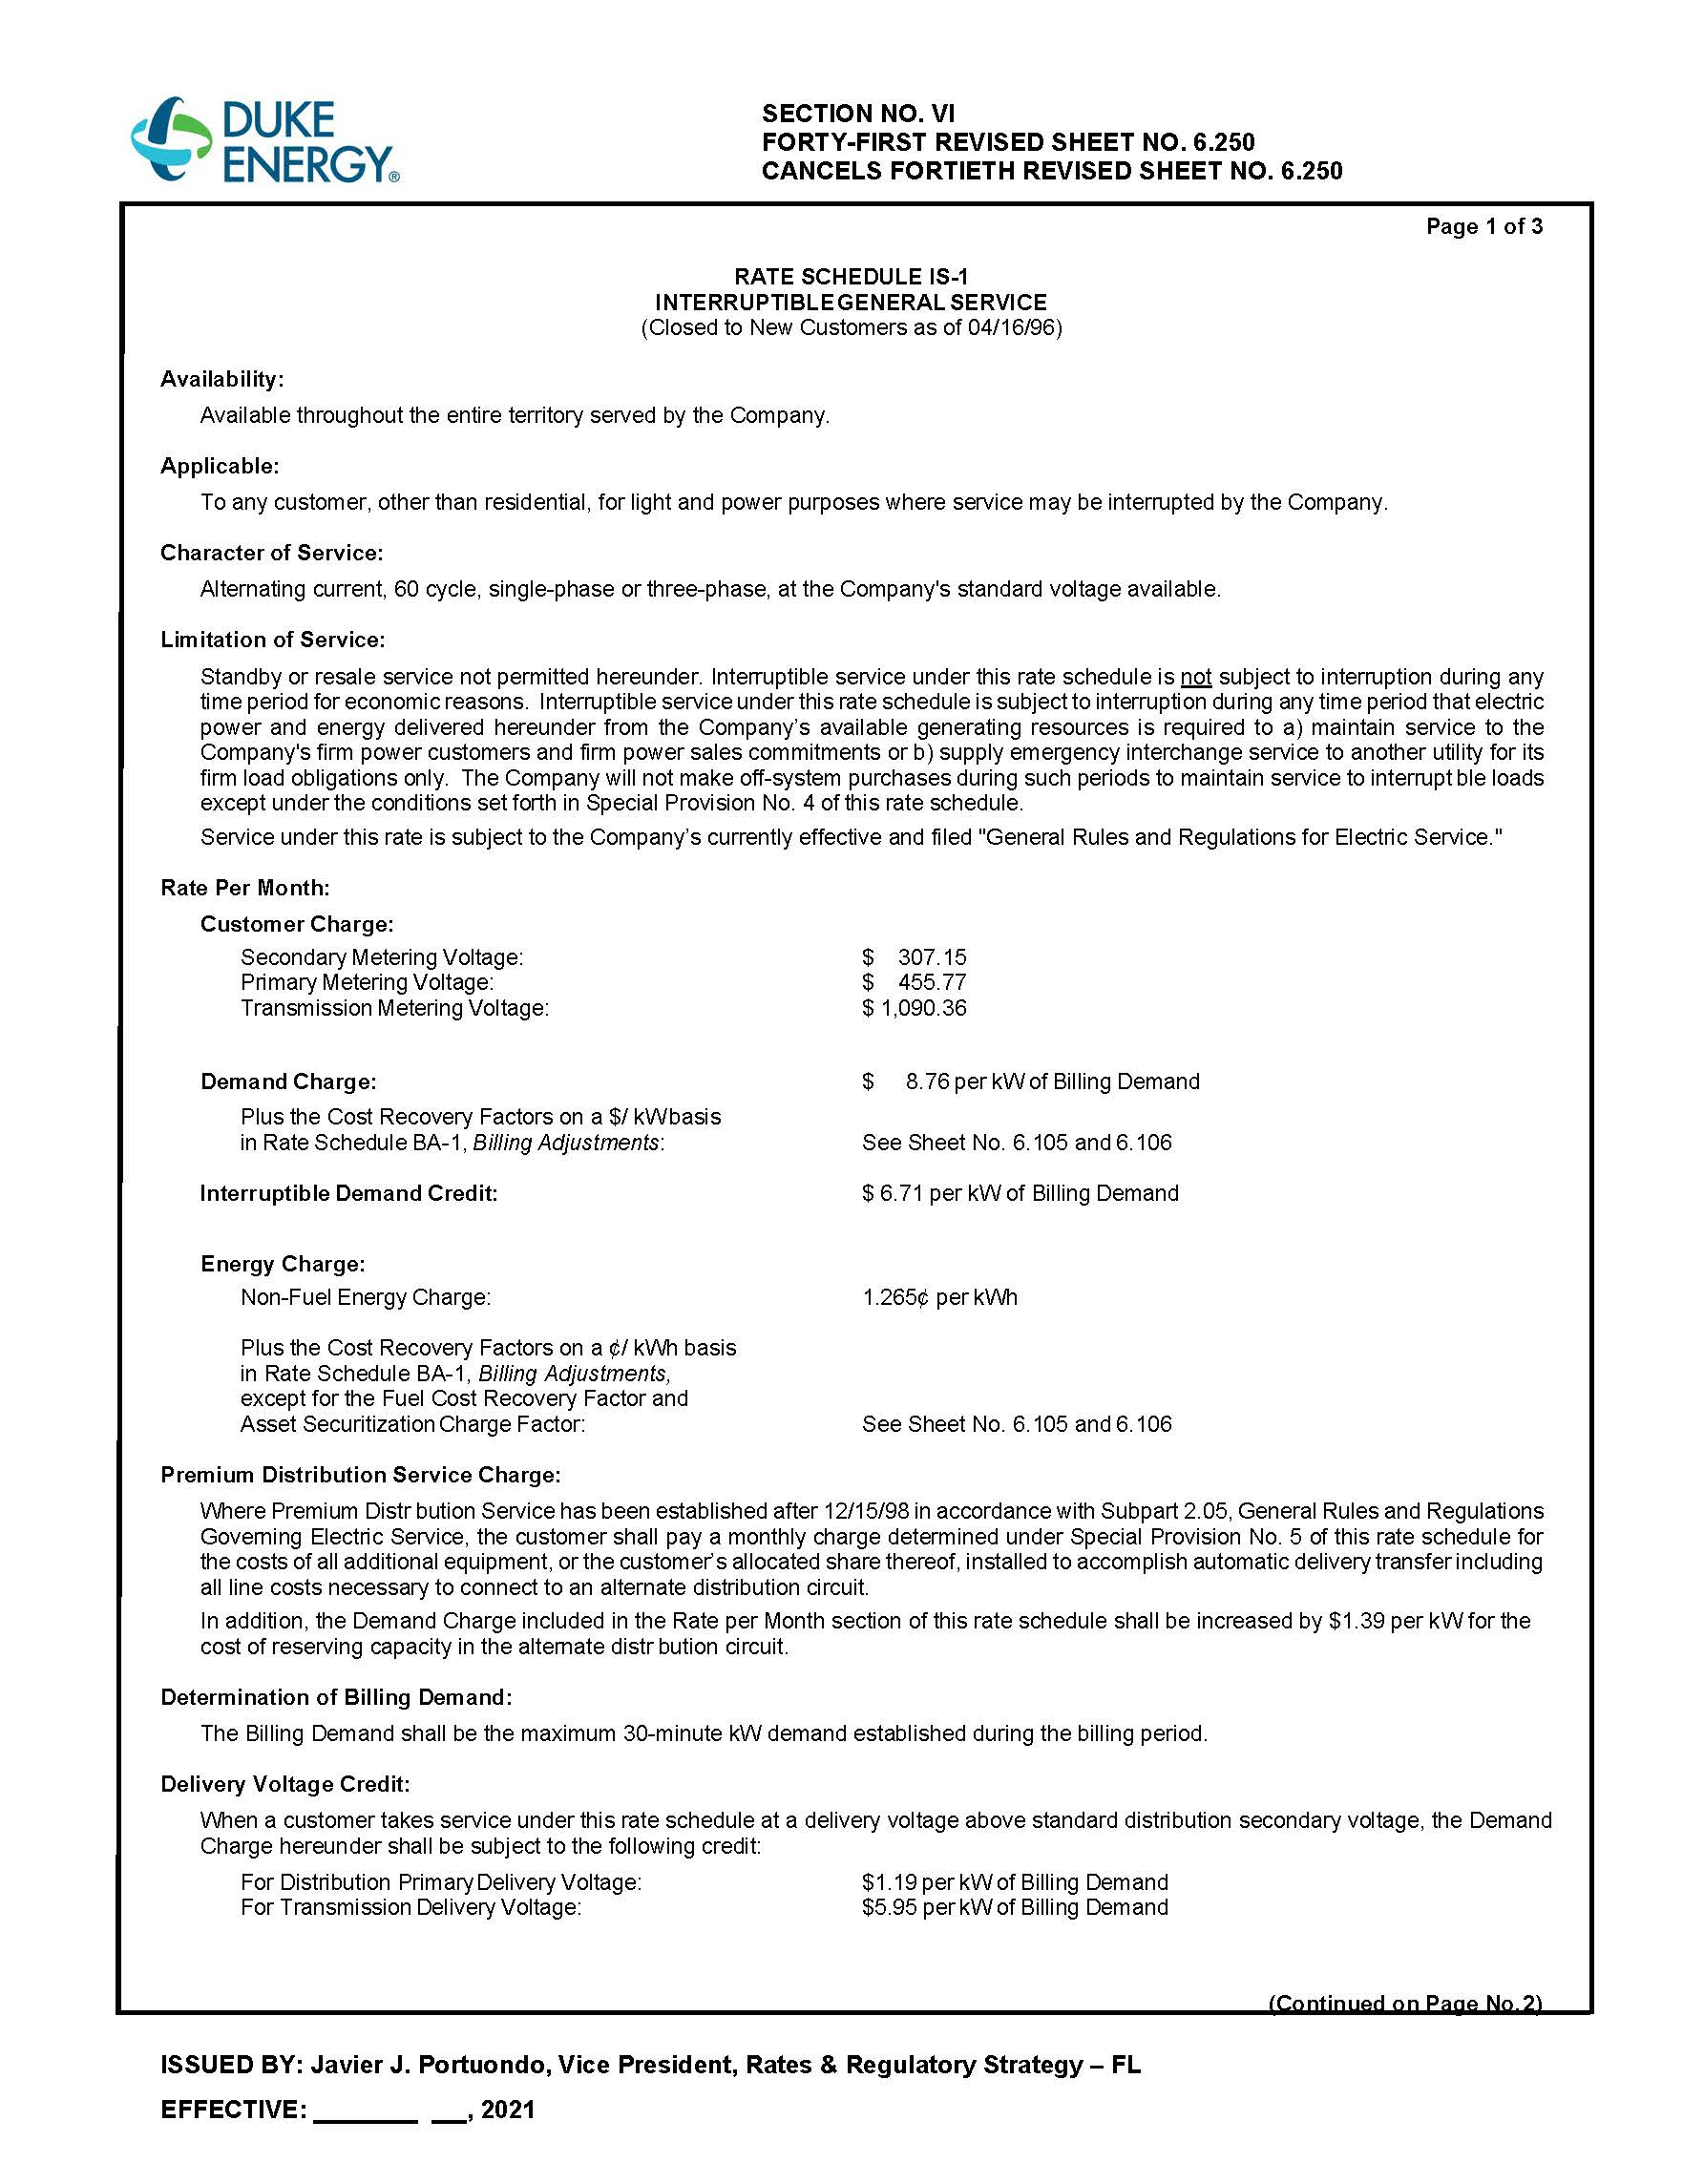 DUKE
ENERGY®
SECTION NO. VI
FORTY-FIRST REVISED SHEET NO. 6.250
CANCELS FORTIETH REVISED SHEET NO. 6.250
Page 1 of 3
RATE SCHEDULE IS-1
INTERRUPTIBLE GENERAL SERVICE
(Closed to New Customers as of 04/16/96)
Availability:
Available throughout the entire territory served by the Company.
Applicable:
To any customer, other than residential, for light and power purposes where service may be interrupted by the Company.
Character of Service:
Alternating current, 60 cycle, single-phase or three-phase, at the Company's standard voltage available.
Limitation of Service:
Standby or resale service not permitted hereunder. Interruptible service under this rate schedule is not subject to interruption during any
time period for economic reasons. Interruptible service under this rate schedule is subject to interruption during any time period that electric
power and energy delivered hereunder from the Company’s available generating resources is required to a) maintain service to the
Company's firm power customers and firm power sales commitments or b) supply emergency interchange service to another utility for its
firm load obligations only. The Company will not make off-system purchases during such periods to maintain service to interrupt ble loads
except under the conditions set forth in Special Provision No. 4 of this rate schedule.
Service under this rate is subject to the Company’s currently effective and filed "General Rules and Regulations for Electric Service."
Rate Per Month:
Customer Charge:
Secondary Metering Voltage: $ 307.15
Primary Metering Voltage: $ 455.77
Transmission Metering Voltage: $ 1,090.36
Demand Charge: $ 8.76 per kW of Billing Demand
Plus the Cost Recovery Factors on a $/ kW basis
in Rate Schedule BA-1, Billing Adjustments: See Sheet No. 6.105 and 6.106
Interruptible Demand Credit: $ 6.71 per kW of Billing Demand
Energy Charge:
Non-Fuel Energy Charge: 1.265¢ per kWh
Plus the Cost Recovery Factors on a ¢/ kWh basis
in Rate Schedule BA-1, Billing Adjustments,
except for the Fuel Cost Recovery Factor and
Asset Securitization Charge Factor: See Sheet No. 6.105 and 6.106
Premium Distribution Service Charge:
Where Premium Distr bution Service has been established after 12/15/98 in accordance with Subpart 2.05, General Rules and Regulations
Governing Electric Service, the customer shall pay a monthly charge determined under Special Provision No. 5 of this rate schedule for
the costs of all additional equipment, or the customer’s allocated share thereof, installed to accomplish automatic delivery transfer including
all line costs necessary to connect to an alternate distribution circuit.
In addition, the Demand Charge included in the Rate per Month section of this rate schedule shall be increased by $1.39 per kW for the
cost of reserving capacity in the alternate distr bution circuit.
Determination of Billing Demand:
The Billing Demand shall be the maximum 30-minute kW demand established during the billing period.
Delivery Voltage Credit:
When a customer takes service under this rate schedule at a delivery voltage above standard distribution secondary voltage, the Demand
Charge hereunder shall be subject to the following credit:
For Distribution Primary Delivery Voltage: $1.19 per kW of Billing Demand
For Transmission Delivery Voltage: $5.95 per kW of Billing Demand
(Continued on Page No. 2)
ISSUED BY: Javier J. Portuondo, Vice President, Rates & Regulatory Strategy – FL
EFFECTIVE: ________ ___, 2021